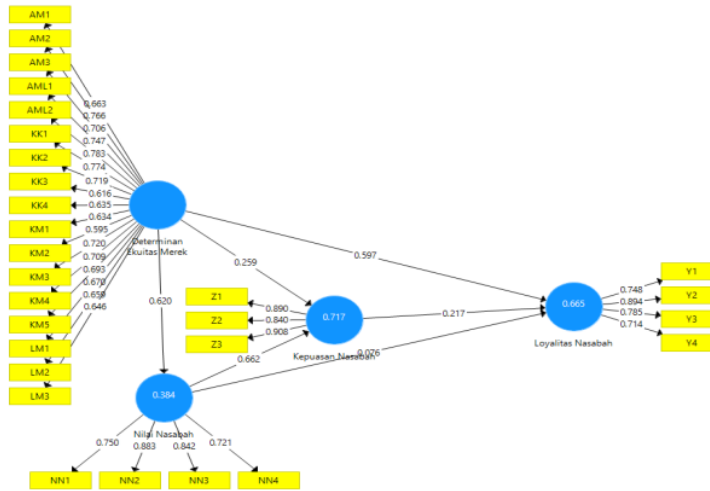 AM1
AM2
AM3
AML1
AML2
KK1
KK2
KK3
KK4
KM1
KM2
KM3
KM4
KM5
LM1
LM2
LM3
0.663
0.766
0.706
0.747
0.783
0.774
0.719
0.616
0.635
0.634
0.595
0.720
0.709
0.693
0.670
0.659
0.646
Determinan
Ekuitas Merek
0.597
0.259
0.620
Z1
Z2
Z3
0.890
0.840
0.908
0.717
Kepuasan Nasabah
0.217
0.076
0.662
0.665
Loyalitas Nasabah
0.748
0.894
0.785
0.714
Y1
Y2
Y3
Y4
0.384
Nilai Nasabah
0.750
0.883
0.842
0.721
NN1
NN2
NN3
NN4